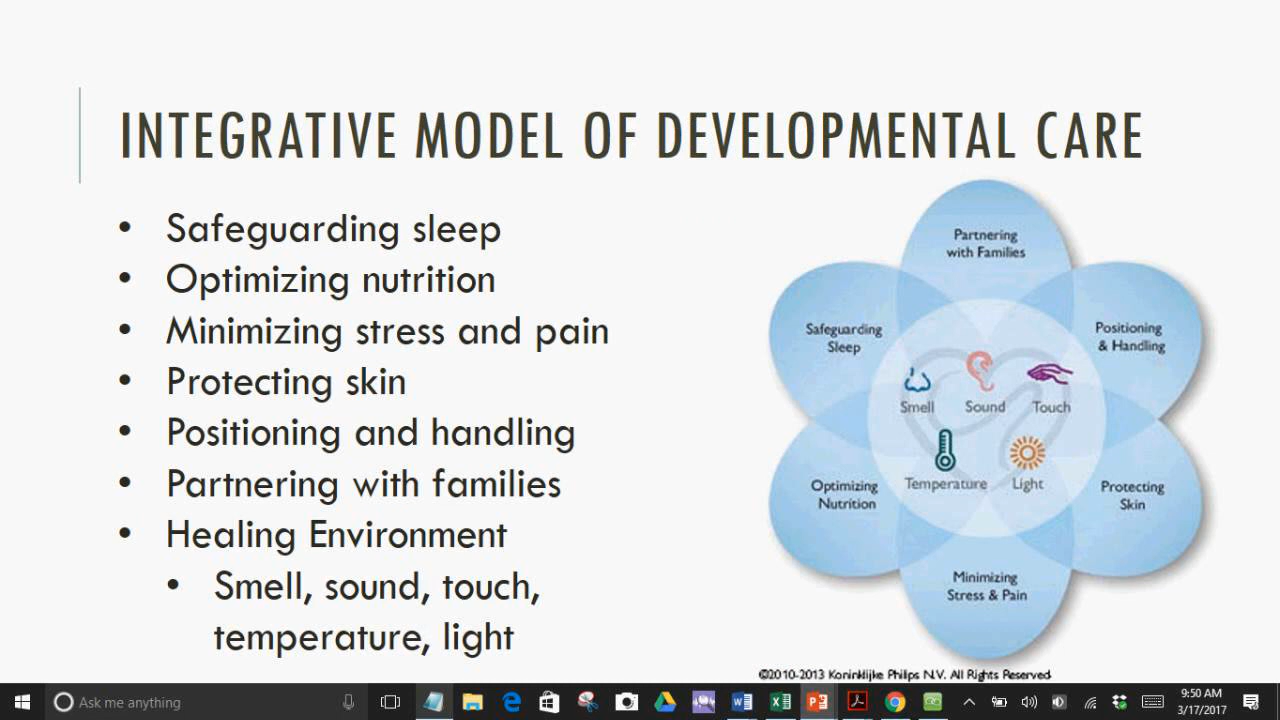 INTEGRATIVE MODEL OF DEVELOPMENTAL CARE
• Safeguarding sleep
• Optimizing nutrition
• Minimizing stress and pain
• Protecting skin
• Positioning and handling
• Partnering with families
• Healing Environment
• Smell, sound, touch,
temperature, light
Partnering
with Families
Safeguarding
Sleep
Positioning
& Handling
Smell Sound Touch
Temperature Light
Optimizing
Nutrition
Protecting
Skin
Minimizing
Stress & Pain
©2010-2013 Koninklijke Philips N.V. All Rights Reserved
Ask me anything
9:50 AM
3/17/2017